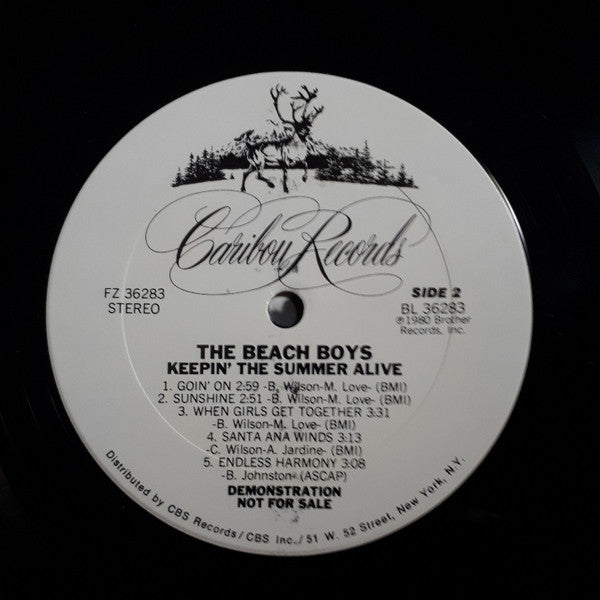 Caribou Records
FZ 36283
STEREO
SIDE 2
BL 36283
℗1980 Brother
Records, Inc.
THE BEACH BOYS
KEEPIN' THE SUMMER ALIVE
1. GOIN' ON 2:59 -B. Wilson-M. Love- (BMI)
2. SUNSHINE 2:51 -B. Wilson-M. Love- (BMI)
3. WHEN GIRLS GET TOGETHER 3:31
-B. Wilson-M. Love- (BMI)
4. SANTA ANA WINDS 3:13
-C. Wilson-A. Jardine- (BMI)
5. ENDLESS HARMONY 3:08
-B. Johnston- (ASCAP)
DEMONSTRATION
NOT FOR SALE
Distributed by CBS Records/CBS Inc./51 W. 52 Street, New York, N.Y.